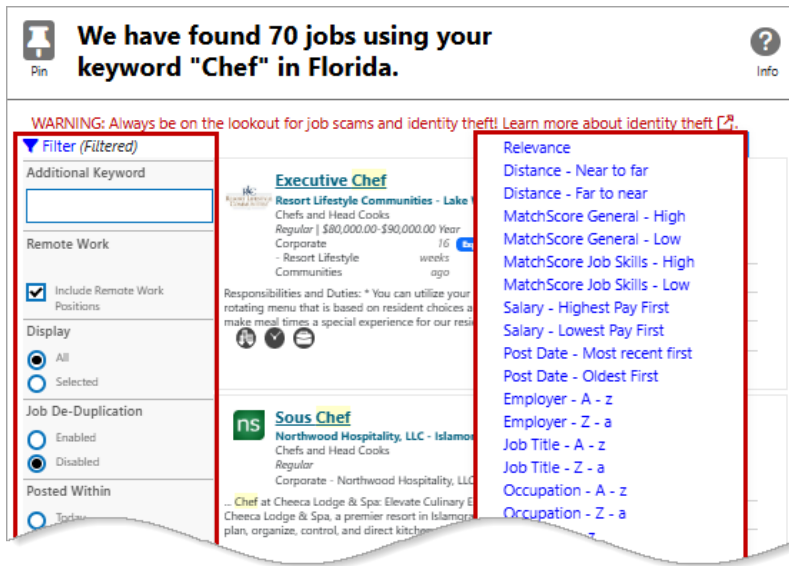 We have found 70 jobs using your
keyword "Chef" in Florida.
Pin
Info
WARNING: Always be on the lookout for job scams and identity theft! Learn more about identity theft
Filter (Filtered)
Additional Keyword
Remote Work
Include Remote Work
Positions
Display
All
Selected
Job De-Duplication
Enabled
Disabled
Posted Within
Today
Executive Chef
Resort Lifestyle Communities - Lake
Chefs and Head Cooks
Regular | $80,000.00-$90,000.00 Year
Corporate
- Resort Lifestyle
Communities
16
weeks
ago
Responsibilities and Duties: * You can utilize your
rotating menu that is based on resident choices a
make meal times a special experience for our resi
ns
Sous Chef
Northwood Hospitality, LLC - Islamor
Chefs and Head Cooks
Regular
Corporate - Northwood Hospitality, LLC
... Chef at Cheeca Lodge & Spa: Elevate Culinary E
Cheeca Lodge & Spa, a premier resort in Islamora
plan, organize, control, and direct kitche
Relevance
Distance - Near to far
Distance - Far to near
MatchScore General - High
MatchScore General - Low
MatchScore Job Skills - High
MatchScore Job Skills - Low
Salary - Highest Pay First
Salary - Lowest Pay First
Post Date - Most recent first
Post Date - Oldest First
Employer - A - z
Employer - Z - a
Job Title - A - z
Job Title - Z - a
Occupation - A - z
Occupation - Z - a